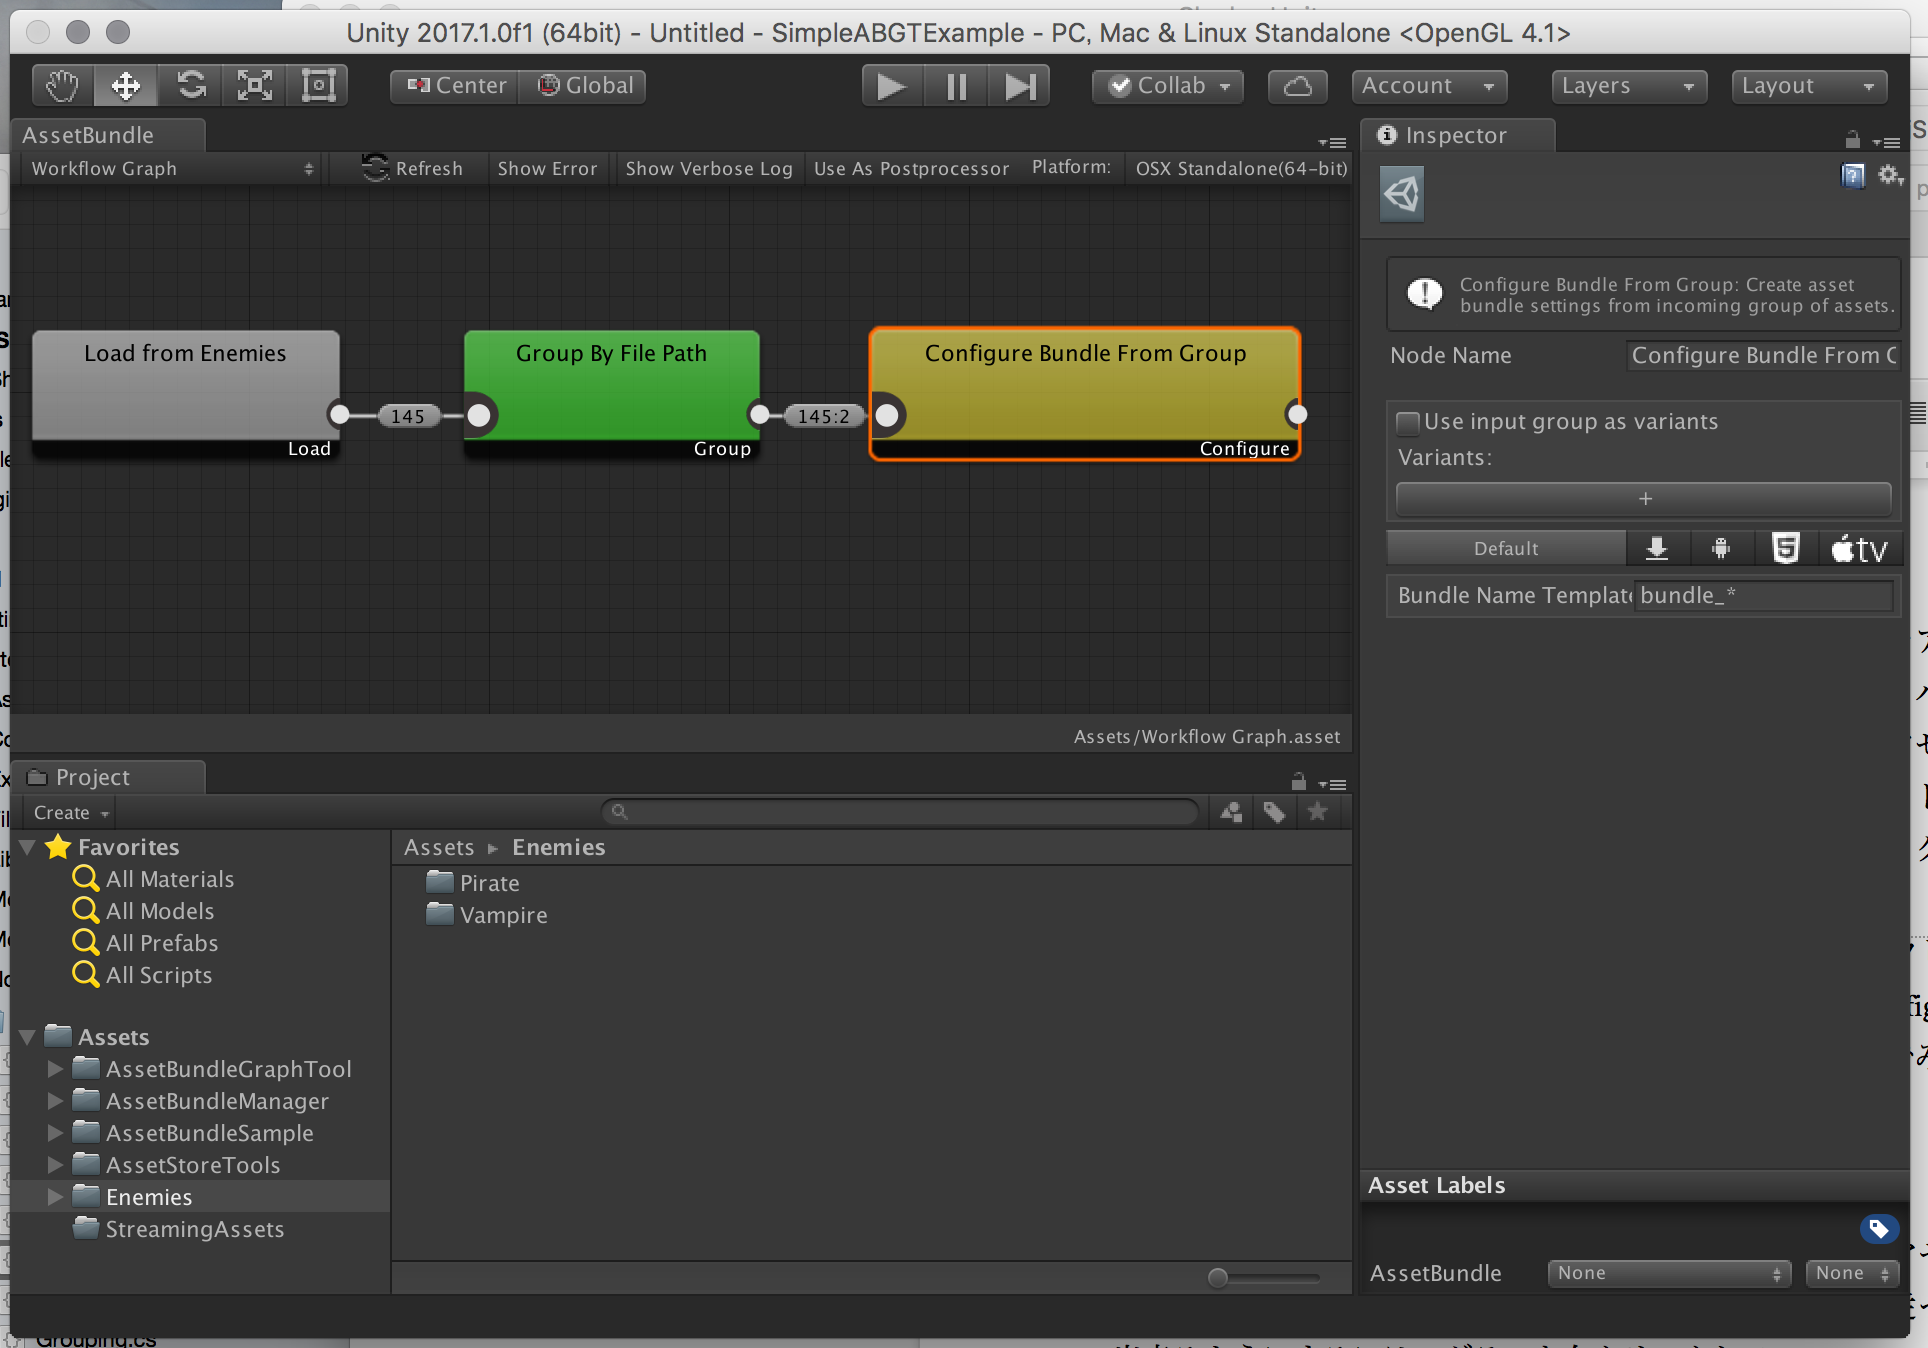 Unity 2017.1.0f1 (64bit) - Untitled - SimpleABGTExample - PC, Mac & Linux Standalone <OpenGL 4.1>
Center Global Collab Account Layers Layout
AssetBundle
Inspector
Workflow Graph Refresh Show Error Show Verbose Log Use As Postprocessor Platform: OSX Standalone(64-bit)
Configure Bundle From Group: Create asset
bundle settings from incoming group of assets.
Node Name Configure Bundle From G
Load from Enemies
Load
145
Group By File Path
Group
145:2
Configure Bundle From Group
Configure
Use input group as variants
Variants:
+
Default tv
Bundle Name Template bundle_*
Assets/Workflow Graph.asset
Project
Create
Favorites
All Materials
All Models
All Prefabs
All Scripts
Assets
AssetBundleGraphTool
AssetBundleManager
AssetBundleSample
AssetStoreTools
Enemies
StreamingAssets
Assets Enemies
Pirate
Vampire
Asset Labels
AssetBundle None None
Grouping.cs